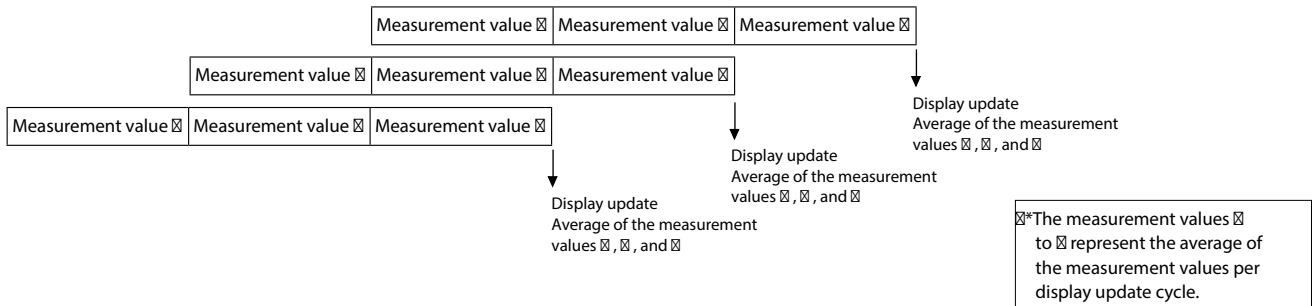 Measurement value ☒ Measurement value ☒ Measurement value ☒
Measurement value ☒ Measurement value ☒ Measurement value ☒
Measurement value ☒ Measurement value ☒ Measurement value ☒
Display update
Average of the measurement
values ☒, ☒, and ☒
Display update
Average of the measurement
values ☒, ☒, and ☒
Display update
Average of the measurement
values ☒, ☒, and ☒
☒*The measurement values ☒
to ☒ represent the average of
the measurement values per
display update cycle.